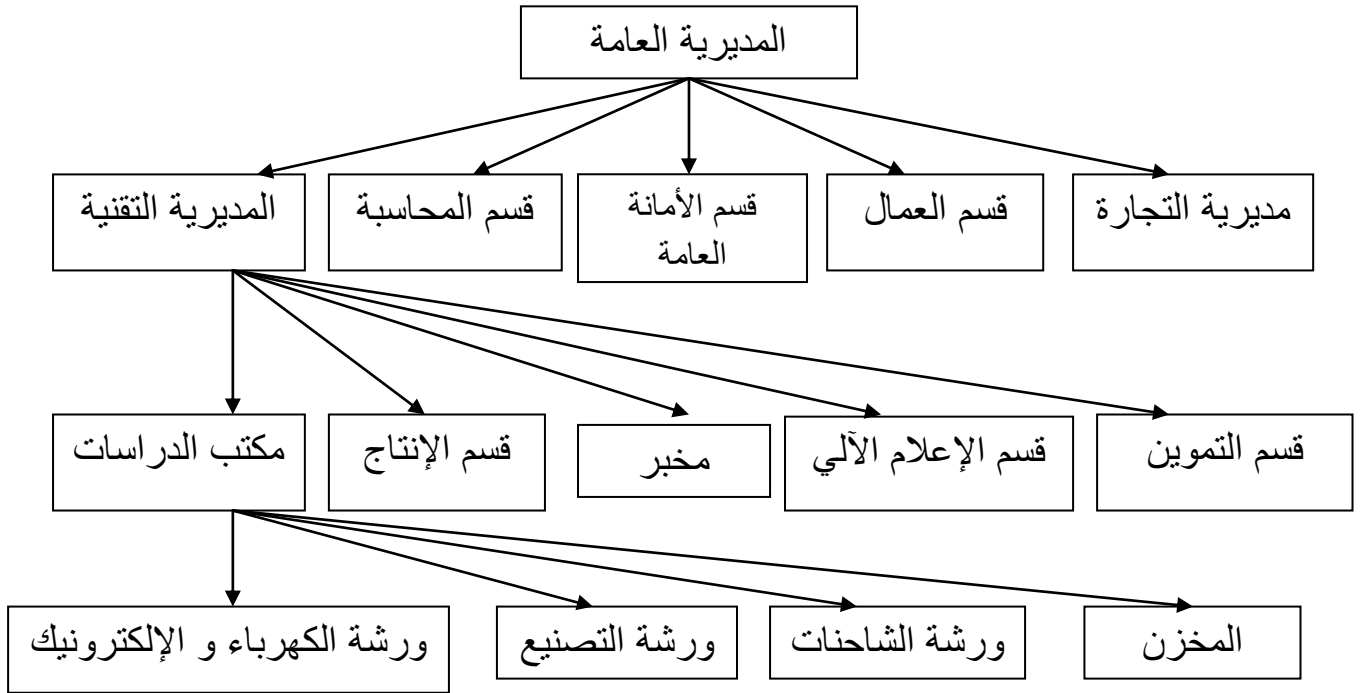 المديرية العامة
مديرية التجارة
قسم العمال
قسم الأمانة
العامة
قسم المحاسبة
المديرية التقنية
قسم التموين
قسم الإعلام الآلي
مخبر
قسم الإنتاج
مكتب الدراسات
المخزن
ورشة الشاحنات
ورشة التصنيع
ورشة الكهرباء و الإلكترونيك